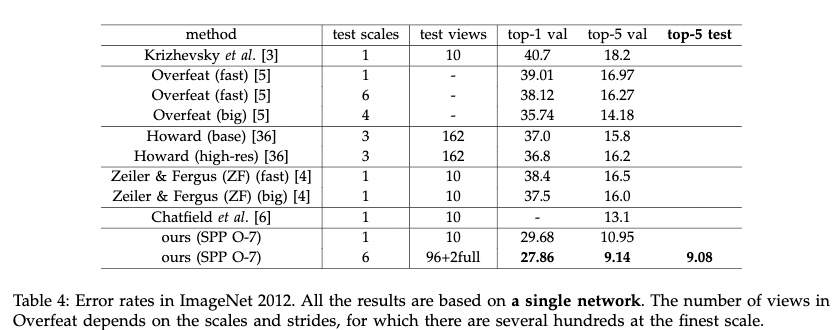 method test scales test views top-1 val top-5 val top-5 test
Krizhevsky et al. [3] 1 10 40.7 18.2
Overfeat (fast) [5] 1 - 39.01 16.97
Overfeat (fast) [5] 6 - 38.12 16.27
Overfeat (big) [5] 4 - 35.74 14.18
Howard (base) [36] 3 162 37.0 15.8
Howard (high-res) [36] 3 162 36.8 16.2
Zeiler & Fergus (ZF) (fast) [4] 1 10 38.4 16.5
Zeiler & Fergus (ZF) (big) [4] 1 10 37.5 16.0
Chatfield et al. [6] 1 10 - 13.1
ours (SPP O-7) 1 10 29.68 10.95
ours (SPP O-7) 6 96+2full 27.86 9.14 9.08
Table 4: Error rates in ImageNet 2012. All the results are based on a single network. The number of views in
Overfeat depends on the scales and strides, for which there are several hundreds at the finest scale.